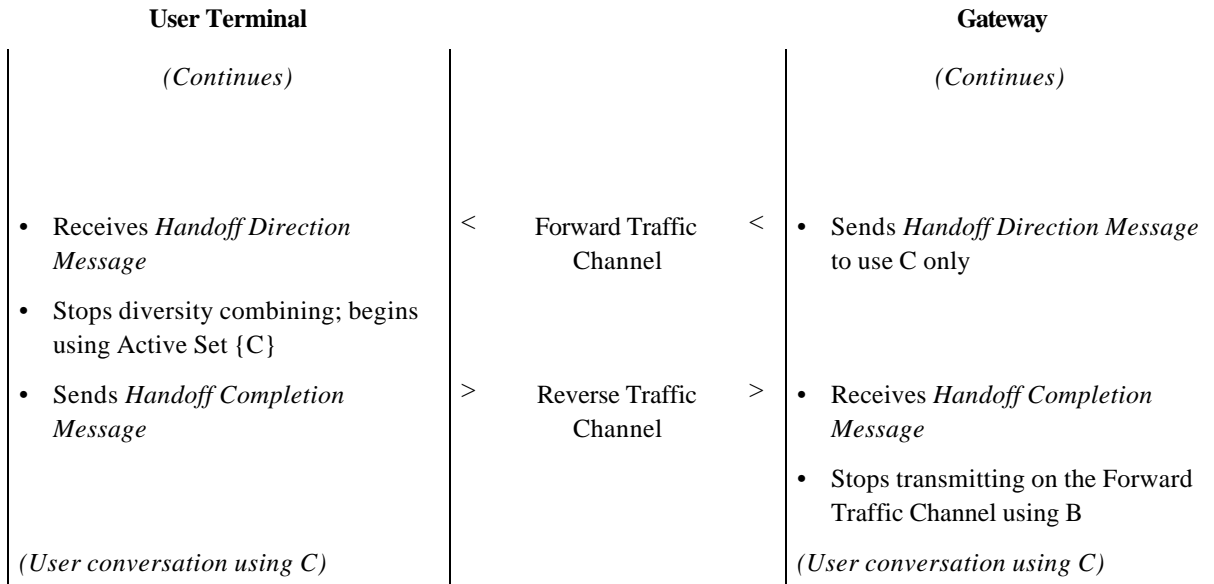 User Terminal Gateway
(Continues) (Continues)
• Receives Handoff Direction < Forward Traffic < • Sends Handoff Direction Message
Message Channel to use C only
• Stops diversity combining; begins
using Active Set {C}
• Sends Handoff Completion > Reverse Traffic > • Receives Handoff Completion
Message Channel Message
• Stops transmitting on the Forward
Traffic Channel using B
(User conversation using C) (User conversation using C)